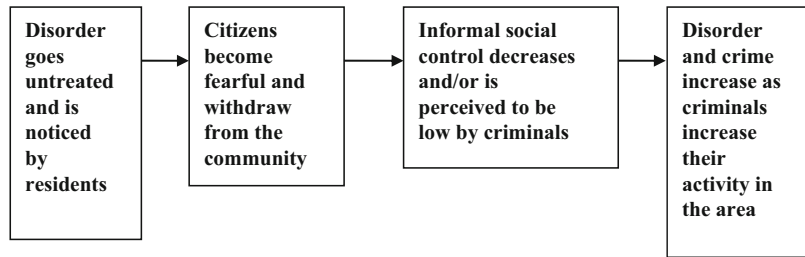 Disorder
goes
untreated
and is
noticed
by
residents
Citizens
become
fearful and
withdraw
from the
community
Informal social
control decreases
and/or is
perceived to be
low by criminals
Disorder
and crime
increase as
criminals
increase
their
activity in
the area